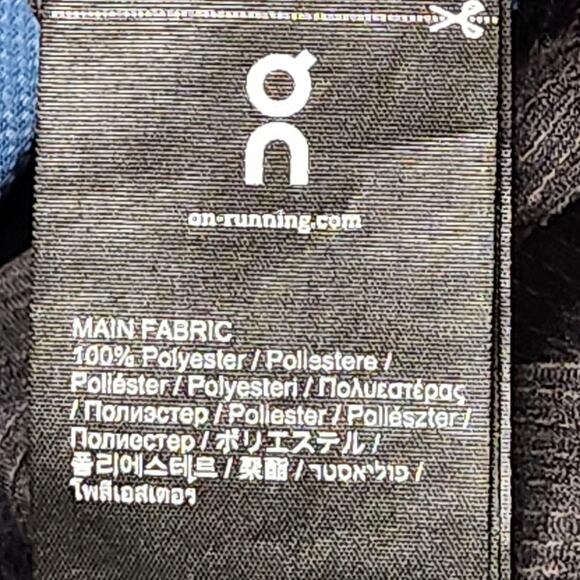 on
on-running.com
MAIN FABRIC
100% Polyester / Poliestere /
Poliéster / Polyesteri / Πολυεστέρας
/ Полиэстер / Poliester / Poliészter /
Полиестер / ポリエステル /
폴리에스테르 / 聚酯 / פוליאסטר /
โพลีเอสเตอร์